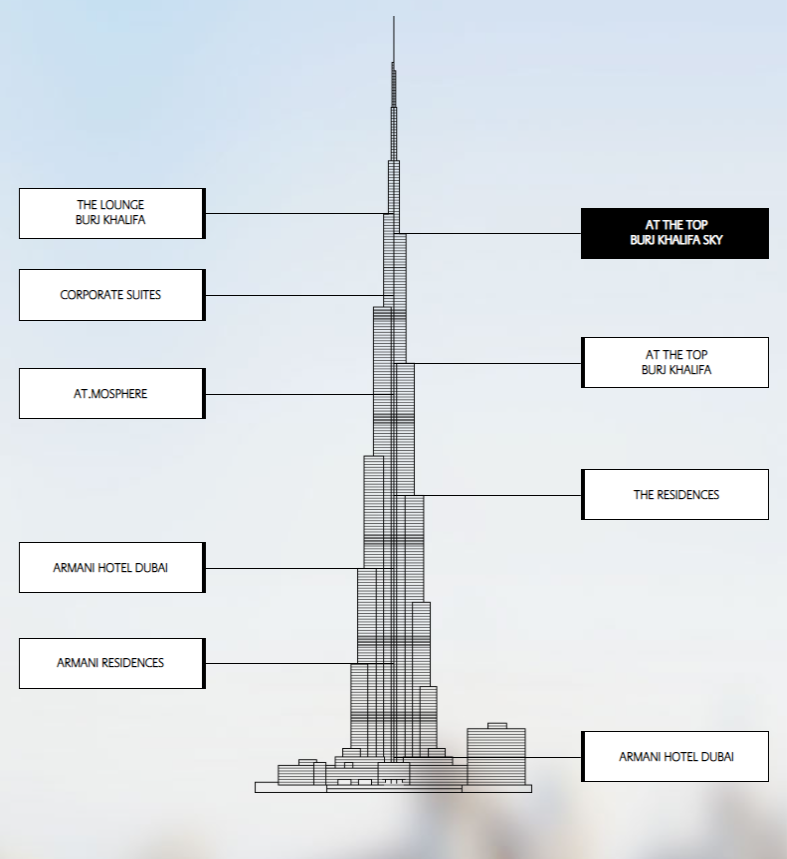 THE LOUNGE
BURJ KHALIFA
AT THE TOP
BURJ KHALIFA SKY
CORPORATE SUITES
AT THE TOP
BURJ KHALIFA
AT.MOSPHERE
THE RESIDENCES
ARMANI HOTEL DUBAI
ARMANI RESIDENCES
ARMANI HOTEL DUBAI